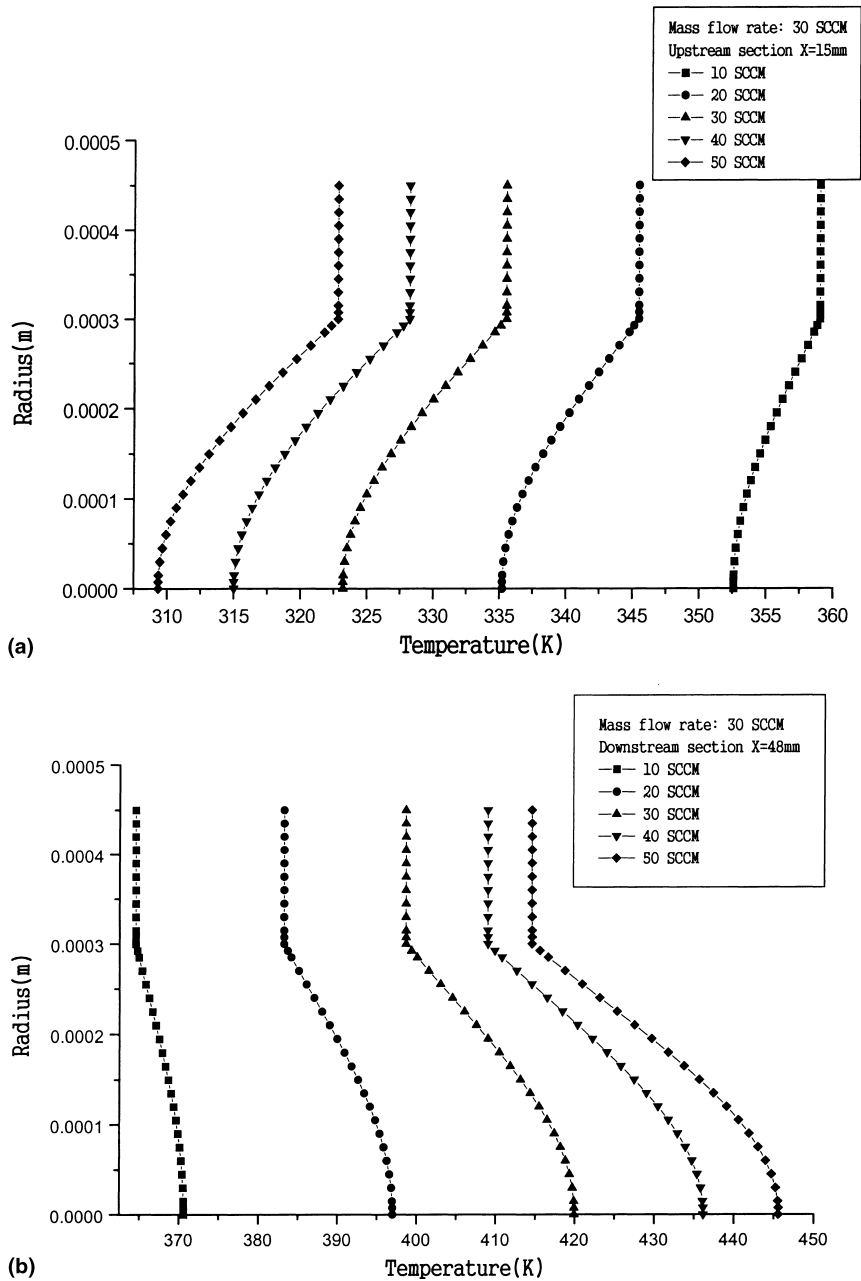 Mass flow rate: 30 SCCM
Upstream section X=15mm
10 SCCM
20 SCCM
30 SCCM
40 SCCM
50 SCCM
0.0005
0.0004
0.0003
0.0002
0.0001
0.0000
Radius(m)
310 315 320 325 330 335 340 345 350 355 360
Temperature(K)
(a)
Mass flow rate: 30 SCCM
Downstream section X=48mm
10 SCCM
20 SCCM
30 SCCM
40 SCCM
50 SCCM
0.0005
0.0004
0.0003
0.0002
0.0001
0.0000
Radius(m)
370 380 390 400 410 420 430 440 450
Temperature(K)
(b)